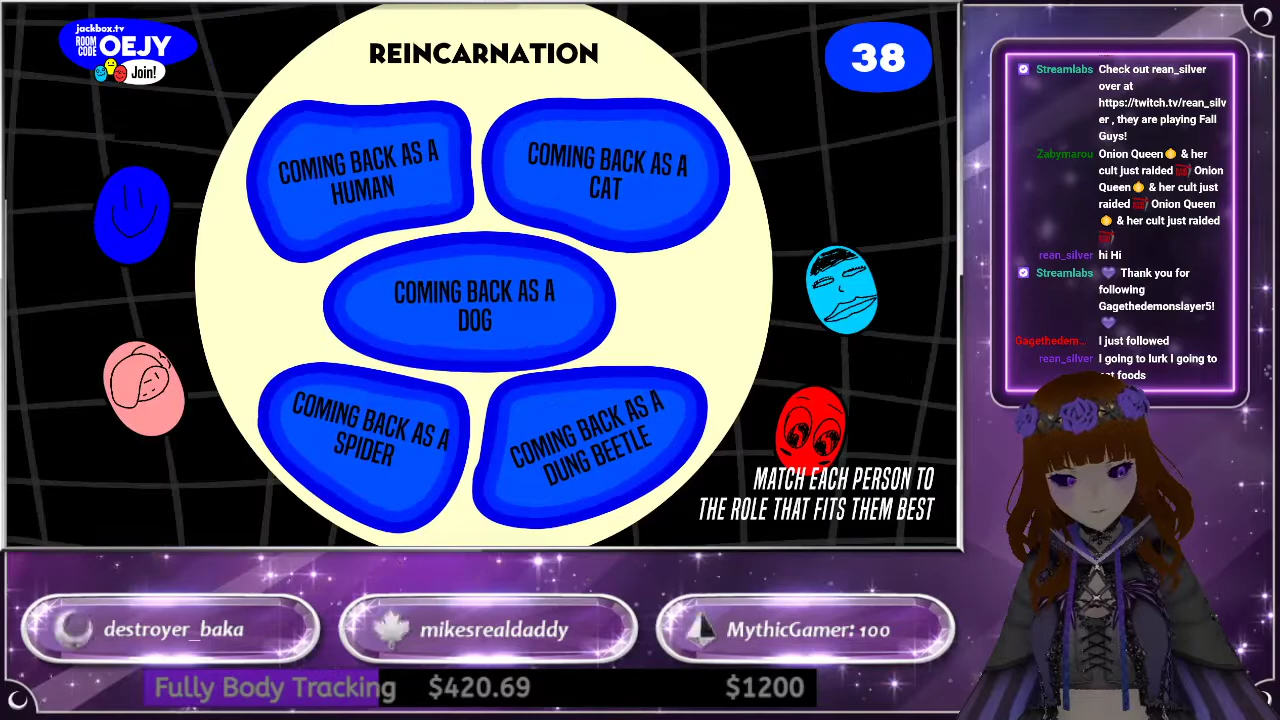 jackbox.tv
ROOM CODE OEJY
Join!
REINCARNATION
38
COMING BACK AS A
HUMAN
COMING BACK AS A
CAT
COMING BACK AS A
DOG
COMING BACK AS A
SPIDER
COMING BACK AS A
DUNG BEETLE
MATCH EACH PERSON TO
THE ROLE THAT FITS THEM BEST
Streamlabs Check out rean_silver
over at
https://twitch.tv/rean_silv
er , they are playing Fall
Guys!
Zabymarou Onion Queen🧅 & her
cult just raided Onion
Queen🧅 & her cult just
raided Onion Queen
🧅 & her cult just raided
rean_silver hi Hi
Streamlabs 💜 Thank you for
following
Gagethedemonslayer5!
💜
Gagethedem... I just followed
rean_silver I going to lurk I going to
foods
destroyer_baka
mikesrealdaddy
MythicGamer: 100
Fully Body Tracking $420.69 $1200